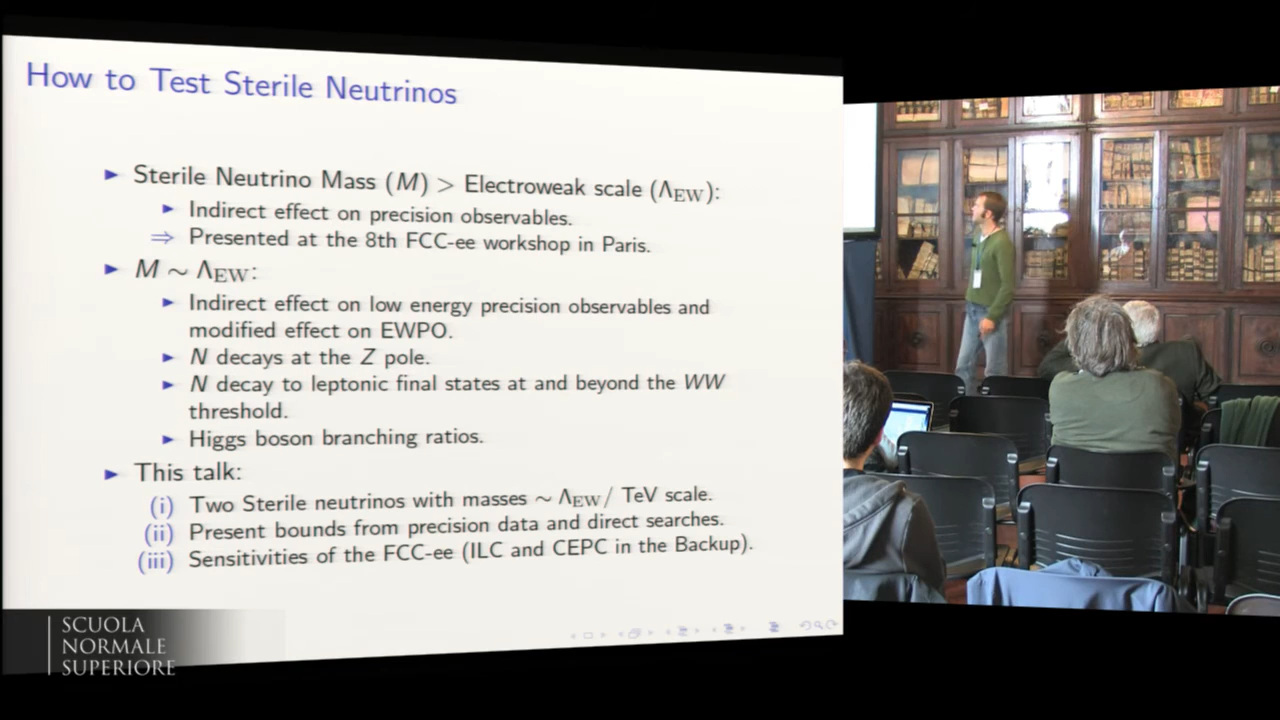 How to Test Sterile Neutrinos
► Sterile Neutrino Mass (M) > Electroweak scale (Λ_EW):
► Indirect effect on precision observables.
⇒ Presented at the 8th FCC-ee workshop in Paris.
► M ∼ Λ_EW:
► Indirect effect on low energy precision observables and
modified effect on EWPO.
► N decays at the Z pole.
► N decay to leptonic final states at and beyond the WW
threshold.
► Higgs boson branching ratios.
► This talk:
(i) Two Sterile neutrinos with masses ∼ Λ_EW/ TeV scale.
(ii) Present bounds from precision data and direct searches.
(iii) Sensitivities of the FCC-ee (ILC and CEPC in the Backup).
SCUOLA
NORMALE
SUPERIORE